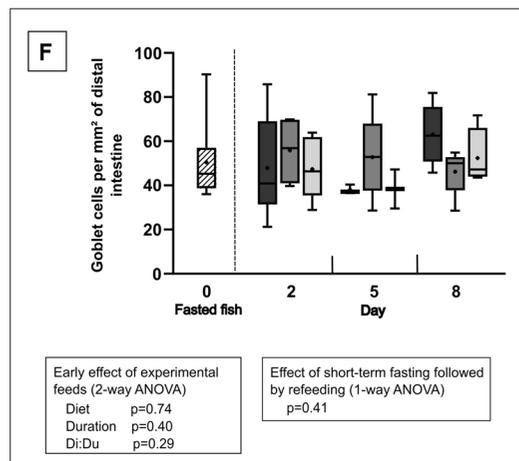 F
Goblet cells per mm² of distal
intestine
100
80
60
40
20
0
0 2 5 8
Fasted fish Day
Early effect of experimental
feeds (2-way ANOVA)
Diet p=0.74
Duration p=0.40
Di:Du p=0.29
Effect of short-term fasting followed
by refeeding (1-way ANOVA)
p=0.41